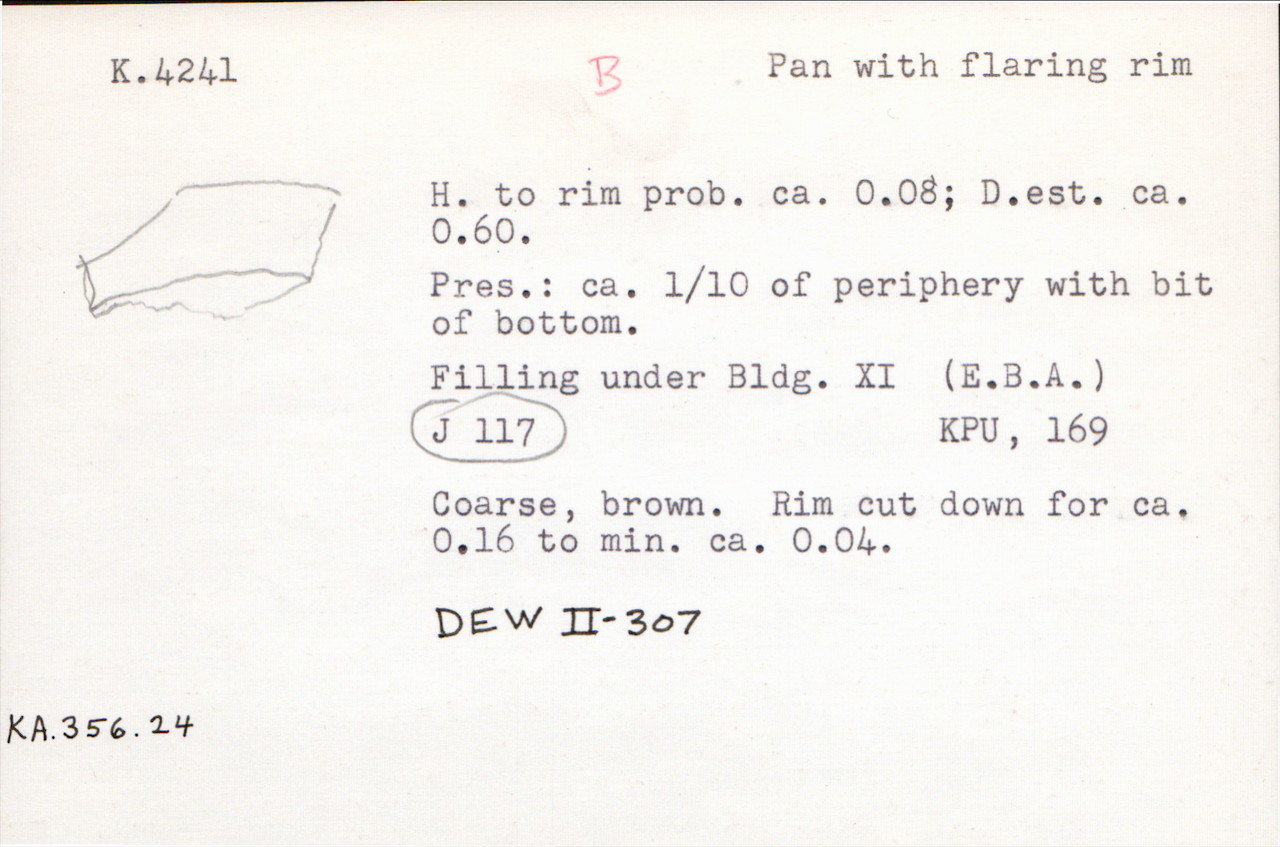 K.4241 B Pan with flaring rim
H. to rim prob. ca. 0.08; D.est. ca.
0.60.
Pres.: ca. 1/10 of periphery with bit
of bottom.
Filling under Bldg. XI (E.B.A.)
J 117 KPU, 169
Coarse, brown. Rim cut down for ca.
0.16 to min. ca. 0.04.
DEW II-307
KA.356.24